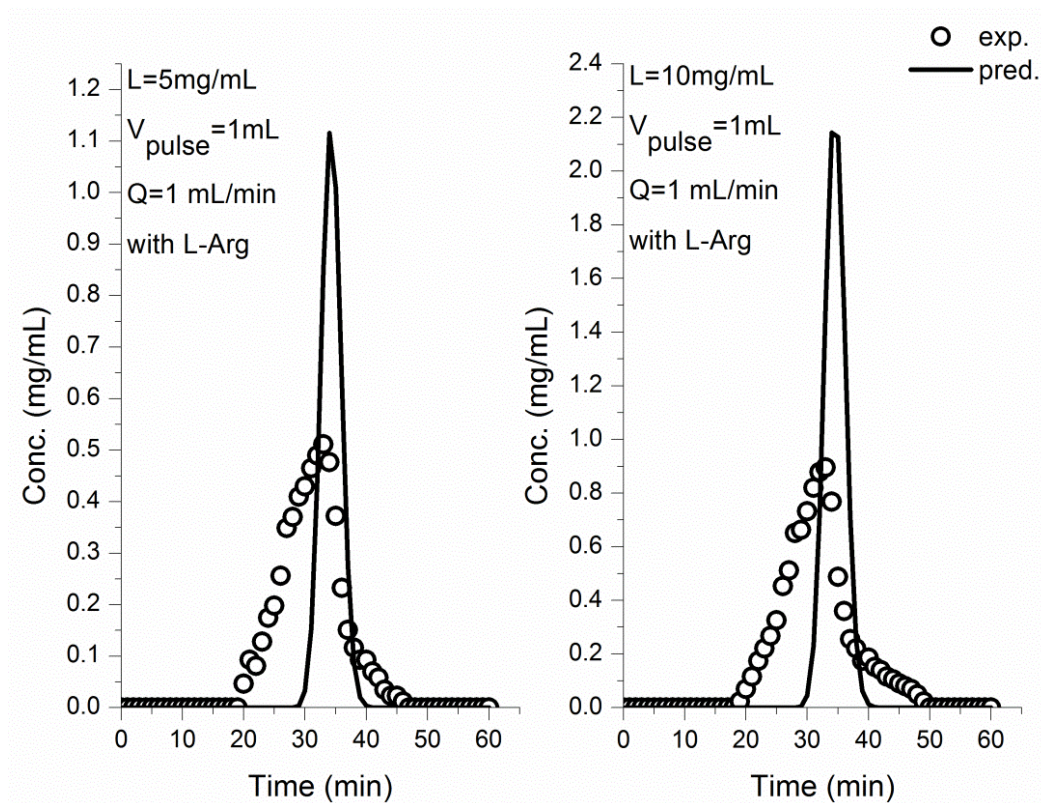 exp.
pred.
L=5mg/mL
Vpulse=1mL
Q=1 mL/min
with L-Arg
1.2
1.1
1.0
0.9
0.8
0.7
0.6
0.5
0.4
0.3
0.2
0.1
0.0
Conc. (mg/mL)
0 10 20 30 40 50 60
Time (min)
L=10mg/mL
Vpulse=1mL
Q=1 mL/min
with L-Arg
2.4
2.2
2.0
1.8
1.6
1.4
1.2
1.0
0.8
0.6
0.4
0.2
0.0
Conc. (mg/mL)
0 10 20 30 40 50 60
Time (min)